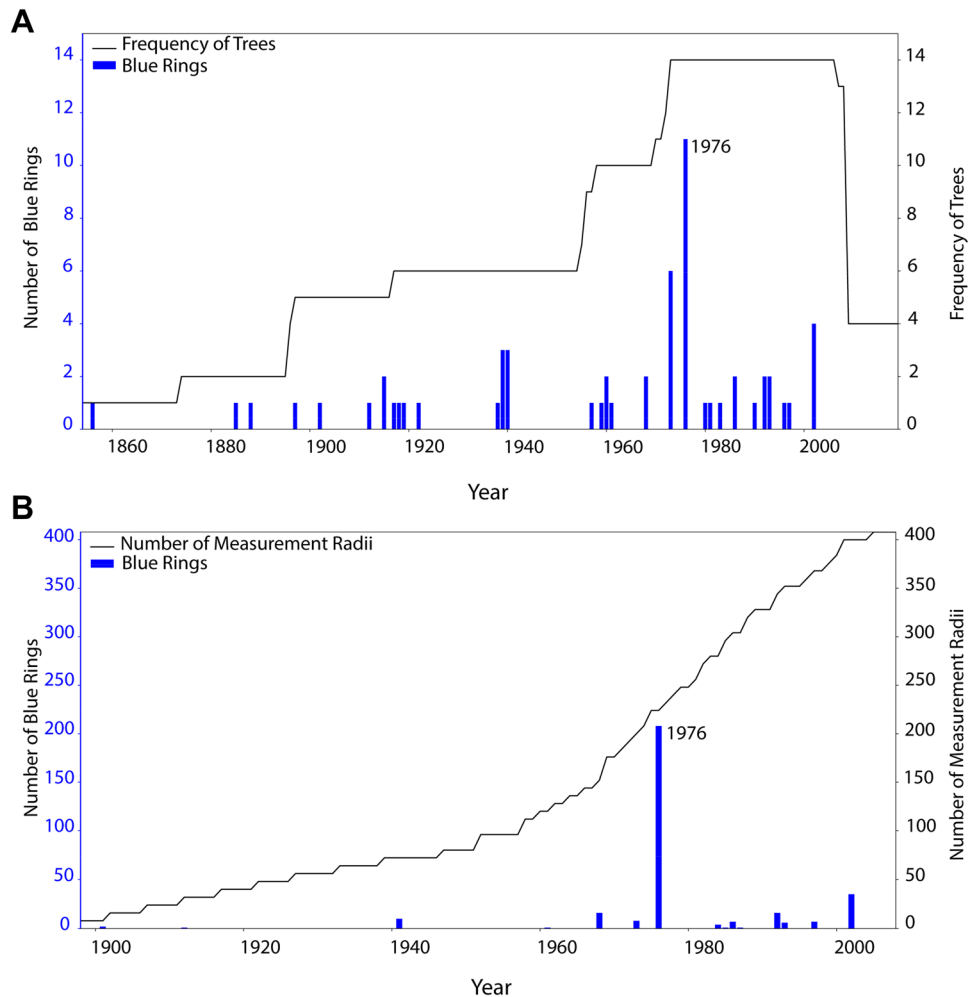 A
Frequency of Trees
Blue Rings
14 14
12 12
10 10
8 8
6 6
4 4
2 2
0 0
1976
Number of Blue Rings
Frequency of Trees
1860 1880 1900 1920 1940 1960 1980 2000
Year
B
Number of Measurement Radii
Blue Rings
400 400
350 350
300 300
250 250
200 200
150 150
100 100
50 50
0 0
1976
Number of Blue Rings
Number of Measurement Radii
1900 1920 1940 1960 1980 2000
Year